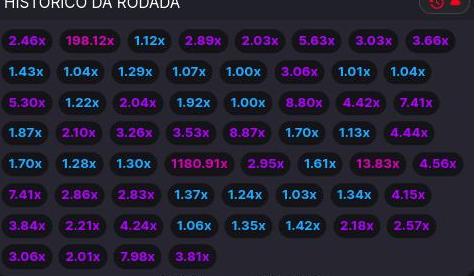 HISTÓRICO DA RODADA
2.46x 198.12x 1.12x 2.89x 2.03x 5.63x 3.03x 3.66x
1.43x 1.04x 1.29x 1.07x 1.00x 3.06x 1.01x 1.04x
5.30x 1.22x 2.04x 1.92x 1.00x 8.80x 4.42x 7.41x
1.87x 2.10x 3.26x 3.53x 8.87x 1.70x 1.13x 4.44x
1.70x 1.28x 1.30x 1180.91x 2.95x 1.61x 13.83x 4.56x
7.41x 2.86x 2.83x 1.37x 1.24x 1.03x 1.34x 4.15x
3.84x 2.21x 4.24x 1.06x 1.35x 1.42x 2.18x 2.57x
3.06x 2.01x 7.98x 3.81x